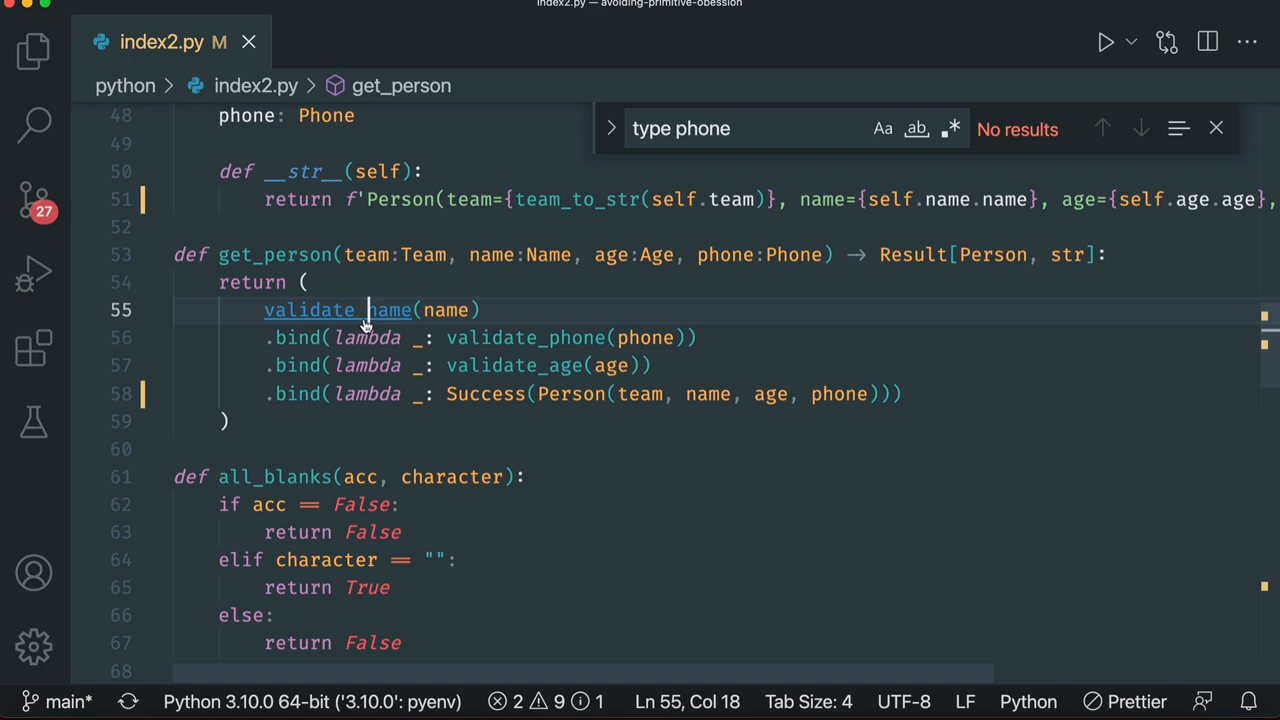 index2.py — avoiding-primitive-obession
index2.py M
python > index2.py > get_person
type phone Aa ab .* No results
48 phone: Phone
49
50 def __str__(self):
51 return f'Person(team={team_to_str(self.team)}, name={self.name.name}, age={self.age.age},
52
53 def get_person(team:Team, name:Name, age:Age, phone:Phone) -> Result[Person, str]:
54 return (
55 validate_name(name)
56 .bind(lambda _: validate_phone(phone))
57 .bind(lambda _: validate_age(age))
58 .bind(lambda _: Success(Person(team, name, age, phone)))
59 )
60
61 def all_blanks(acc, character):
62 if acc == False:
63 return False
64 elif character == "":
65 return True
66 else:
67 return False
68
27
main* Python 3.10.0 64-bit ('3.10.0': pyenv) 2 9 1 Ln 55, Col 18 Tab Size: 4 UTF-8 LF Python Prettier